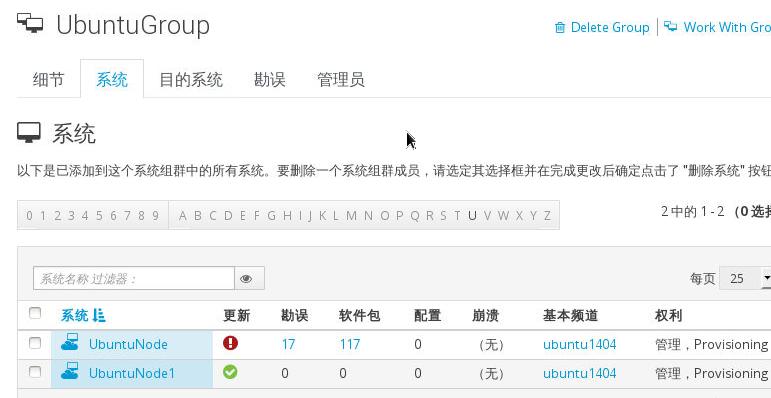 UbuntuGroup
Delete Group Work With Gro
细节 系统 目的系统 勘误 管理员
系统
以下是已添加到这个系统组群中的所有系统。要删除一个系统组群成员，请选定其选择框并在完成更改后确定点击了 "删除系统" 按钮
0 1 2 3 4 5 6 7 8 9 A B C D E F G H I J K L M N O P Q R S T U V W X Y Z 2 中的 1 - 2 （0 选择
系统名称 过滤器： 每页 25
系统 更新 勘误 软件包 配置 崩溃 基本频道 权利
UbuntuNode 17 117 0 （无） ubuntu1404 管理，Provisioning
UbuntuNode1 0 0 0 （无） ubuntu1404 管理，Provisioning